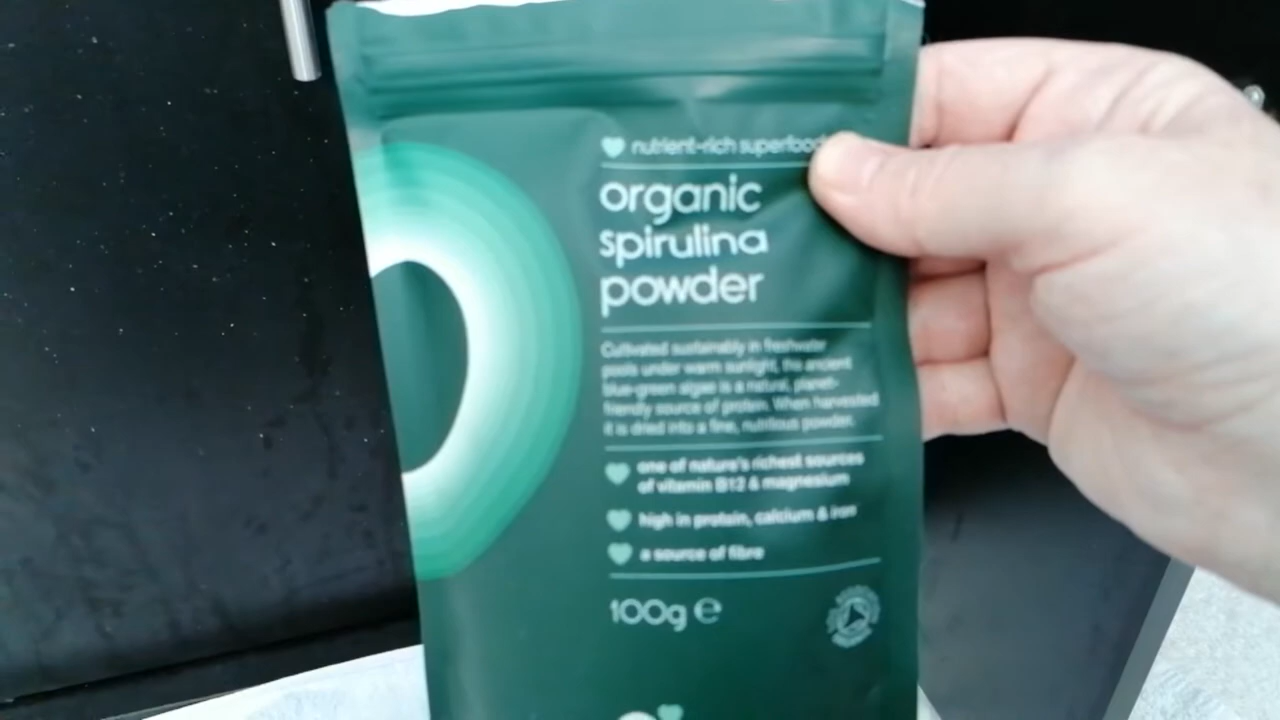 nutrient-rich superfood
organic
spirulina
powder
Cultivated sustainably in freshwater
pools under warm sunlight, this ancient
blue-green algae is a natural, planet-
friendly source of protein. When harvested
it is dried into a fine, nutritious powder.
one of nature's richest sources
of vitamin B12 & magnesium
high in protein, calcium & iron
a source of fibre
100g e